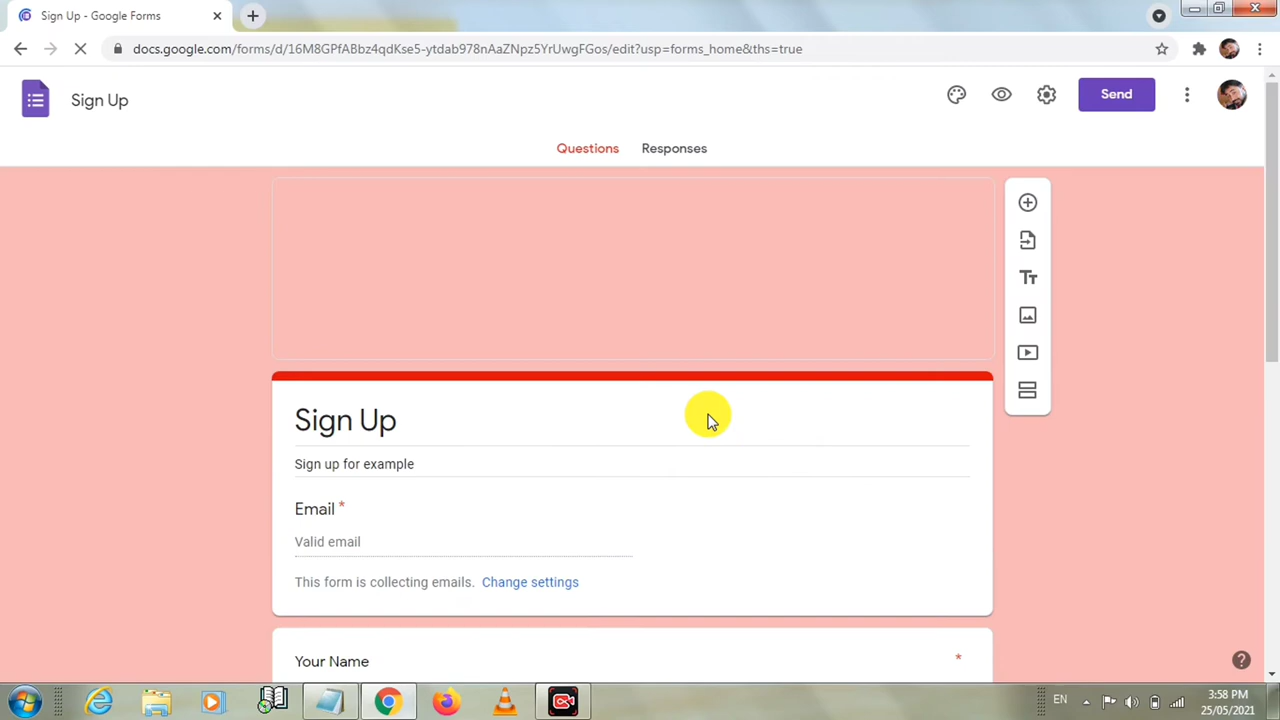 Sign Up - Google Forms
docs.google.com/forms/d/16M8GPfABbz4qdKse5-ytdab978nAaZNpz5YrUwgFGos/edit?usp=forms_home&ths=true
Sign Up
Send
Questions Responses
Sign Up
Sign up for example
Email *
Valid email
This form is collecting emails. Change settings
Your Name *
EN
3:58 PM
25/05/2021